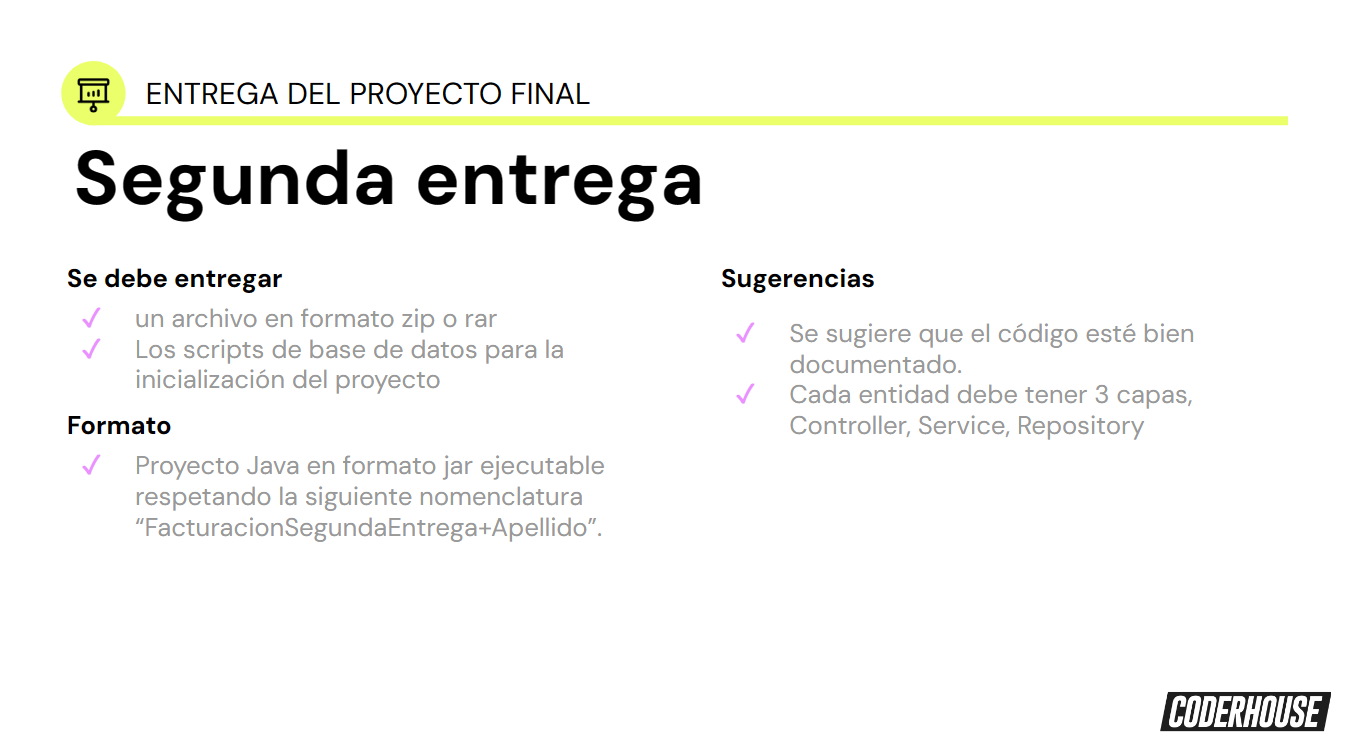 ENTREGA DEL PROYECTO FINAL
Segunda entrega
Se debe entregar
un archivo en formato zip o rar
Los scripts de base de datos para la
inicialización del proyecto
Formato
Proyecto Java en formato jar ejecutable
respetando la siguiente nomenclatura
“FacturacionSegundaEntrega+Apellido”.
Sugerencias
Se sugiere que el código esté bien
documentado.
Cada entidad debe tener 3 capas,
Controller, Service, Repository
CODERHOUSE